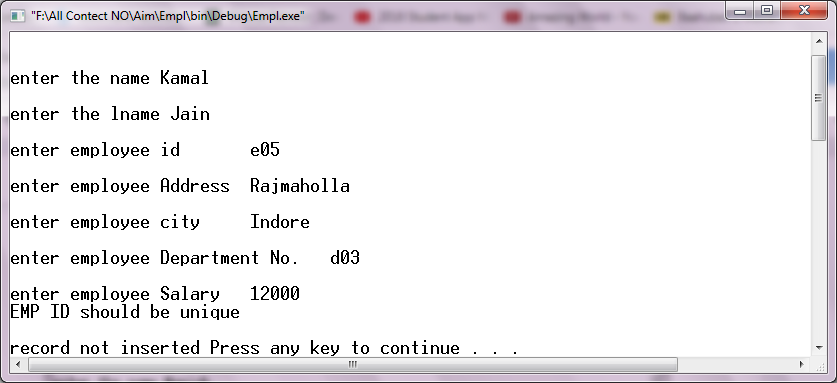 "F:\All Contect NO\Aim\Empl\bin\Debug\Empl.exe"
enter the name Kamal
enter the lname Jain
enter employee id e05
enter employee Address Rajmaholla
enter employee city Indore
enter employee Department No. d03
enter employee Salary 12000
EMP ID should be unique
record not inserted Press any key to continue . . .